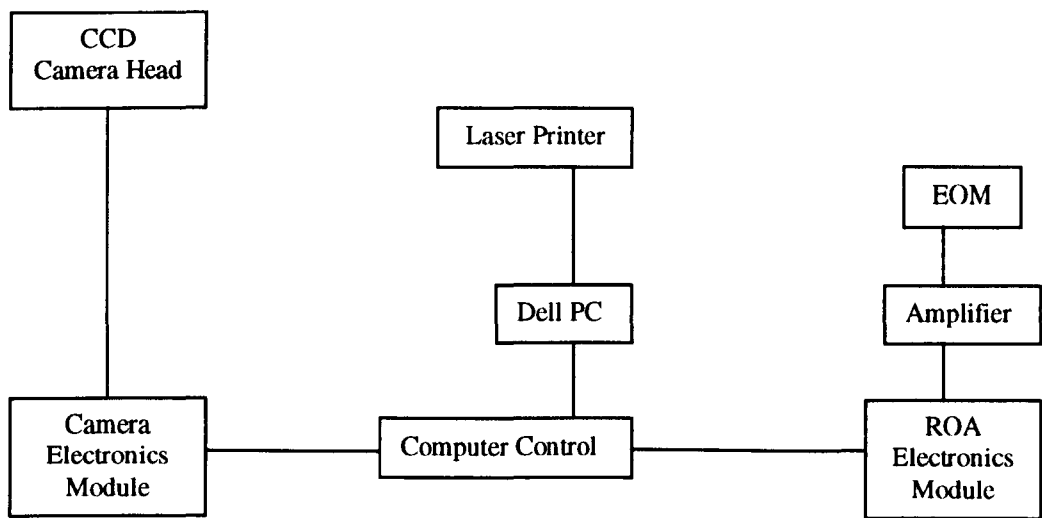 CCD
Camera Head
Laser Printer
EOM
Dell PC
Amplifier
Camera
Electronics
Module
Computer Control
ROA
Electronics
Module